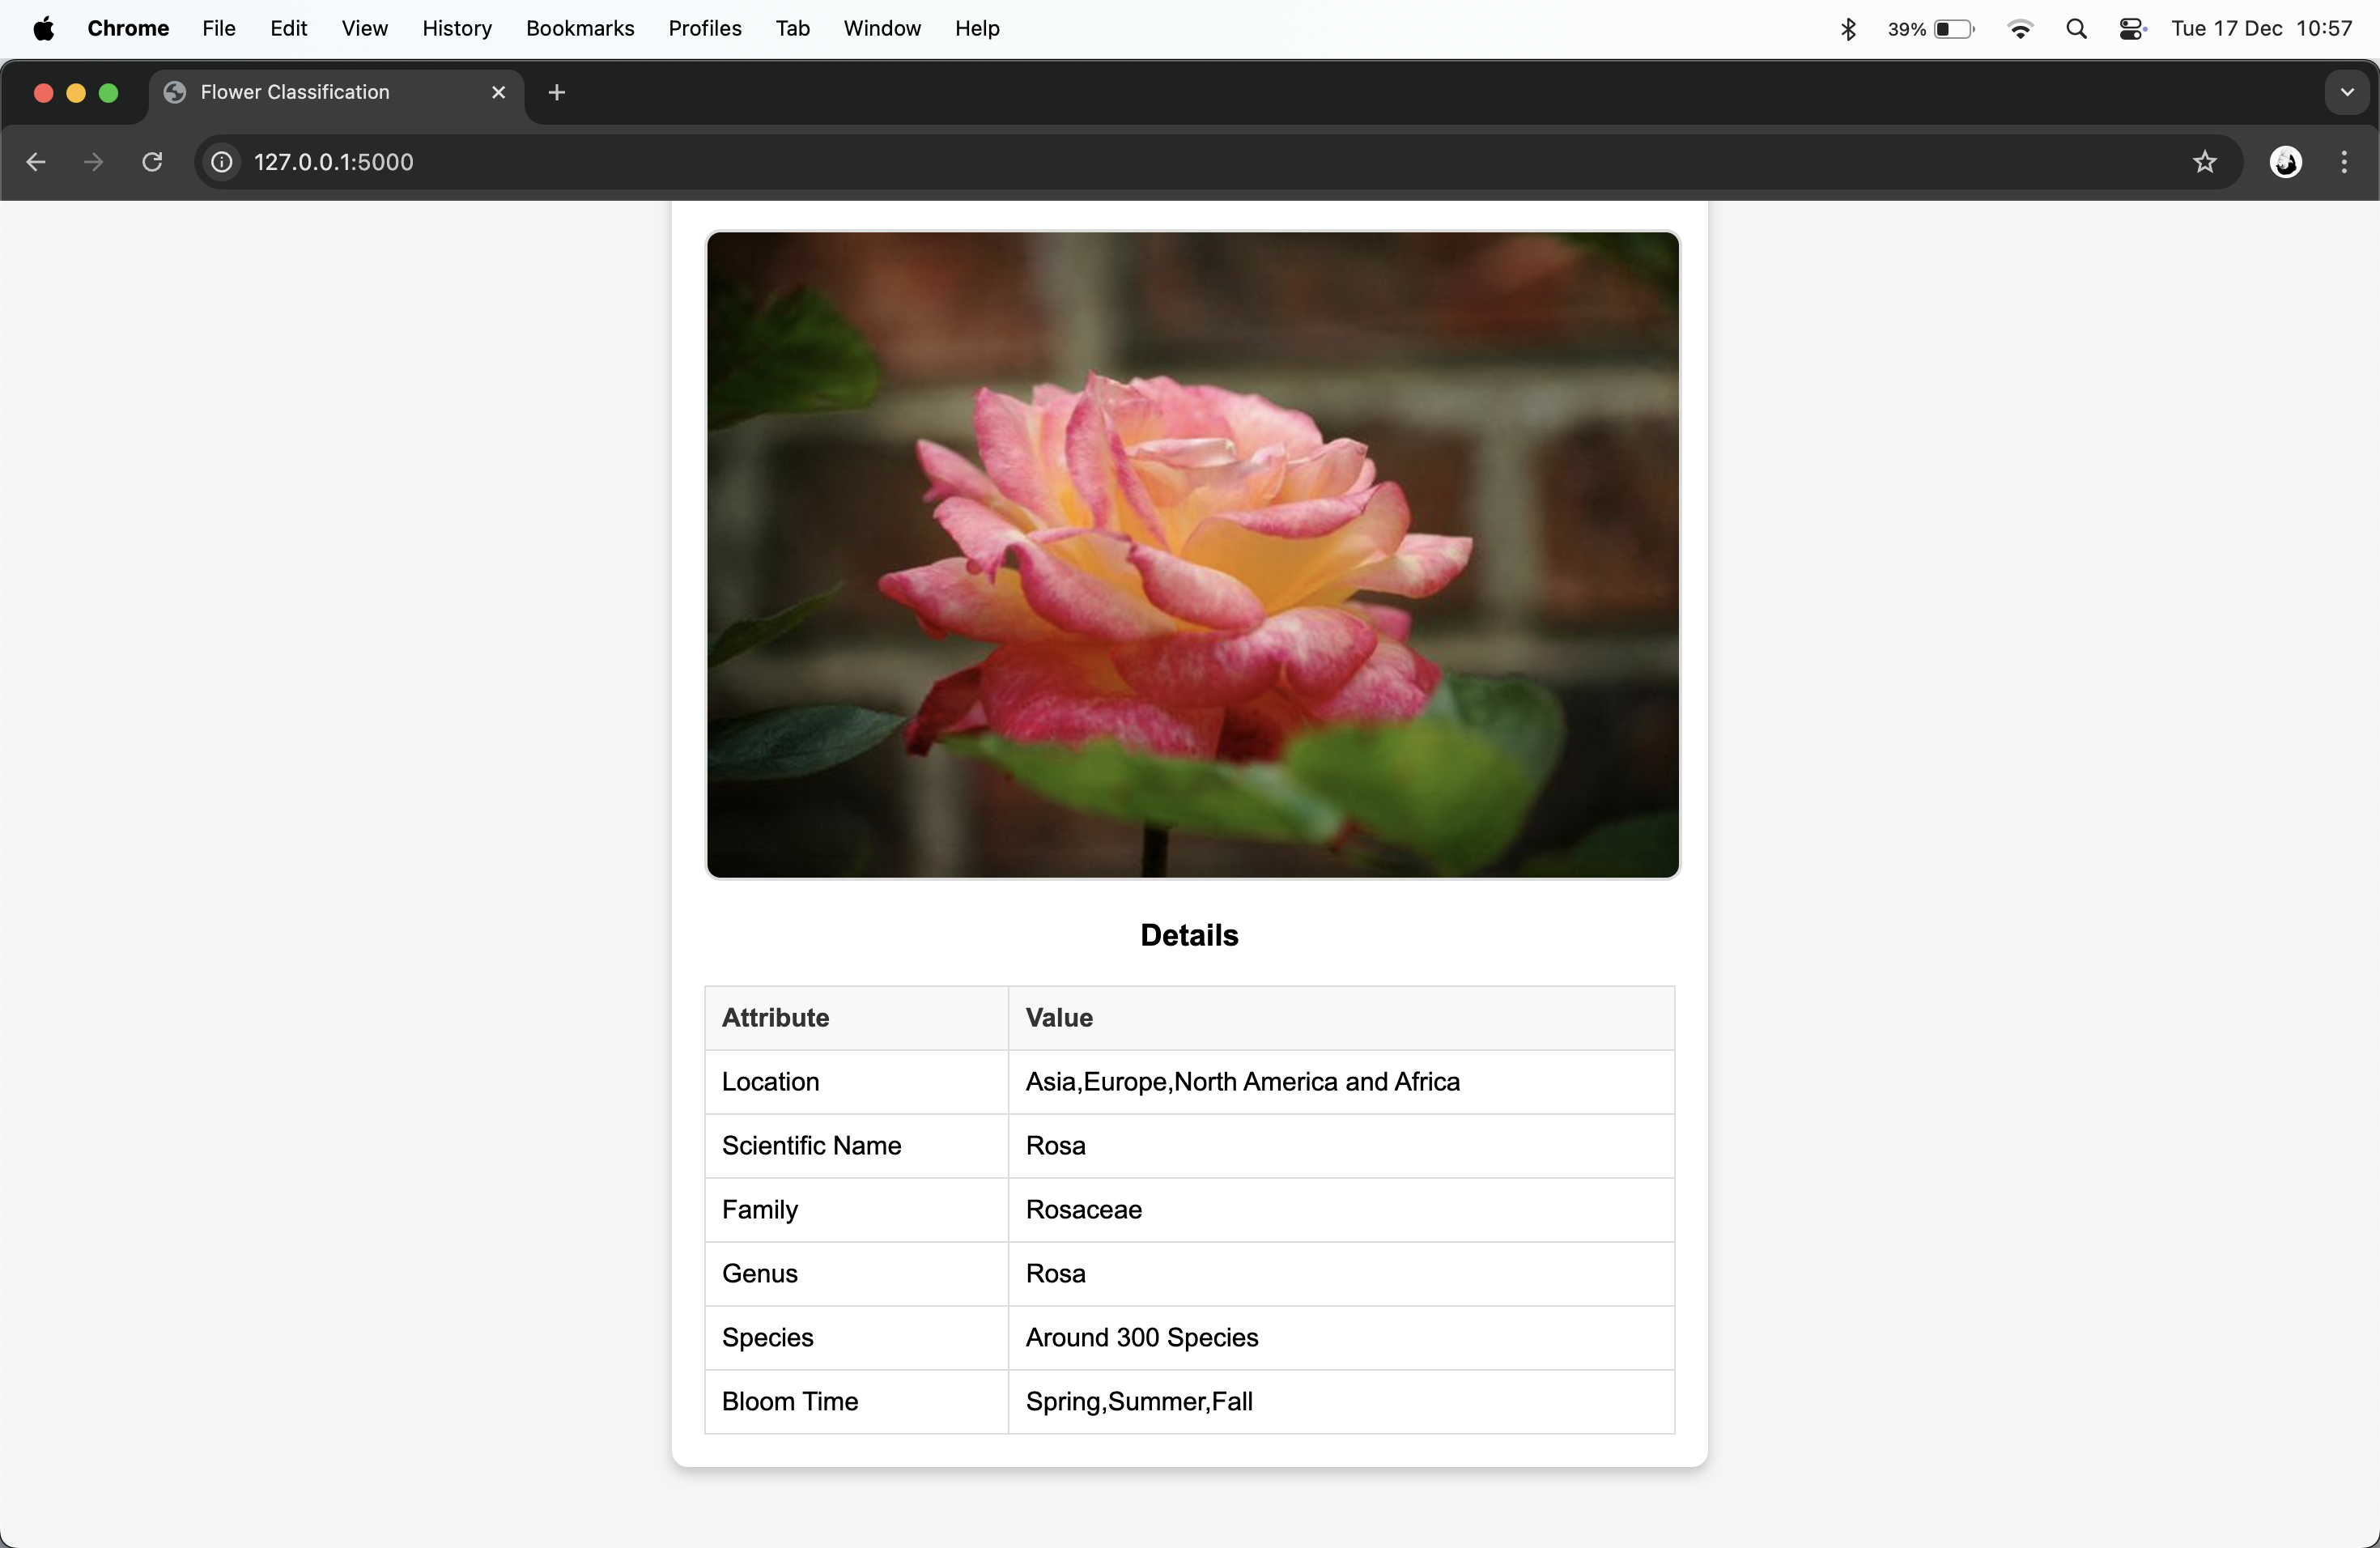 Chrome File Edit View History Bookmarks Profiles Tab Window Help 39% Tue 17 Dec 10:57
Flower Classification
127.0.0.1:5000
Details
Attribute Value
Location Asia,Europe,North America and Africa
Scientific Name Rosa
Family Rosaceae
Genus Rosa
Species Around 300 Species
Bloom Time Spring,Summer,Fall